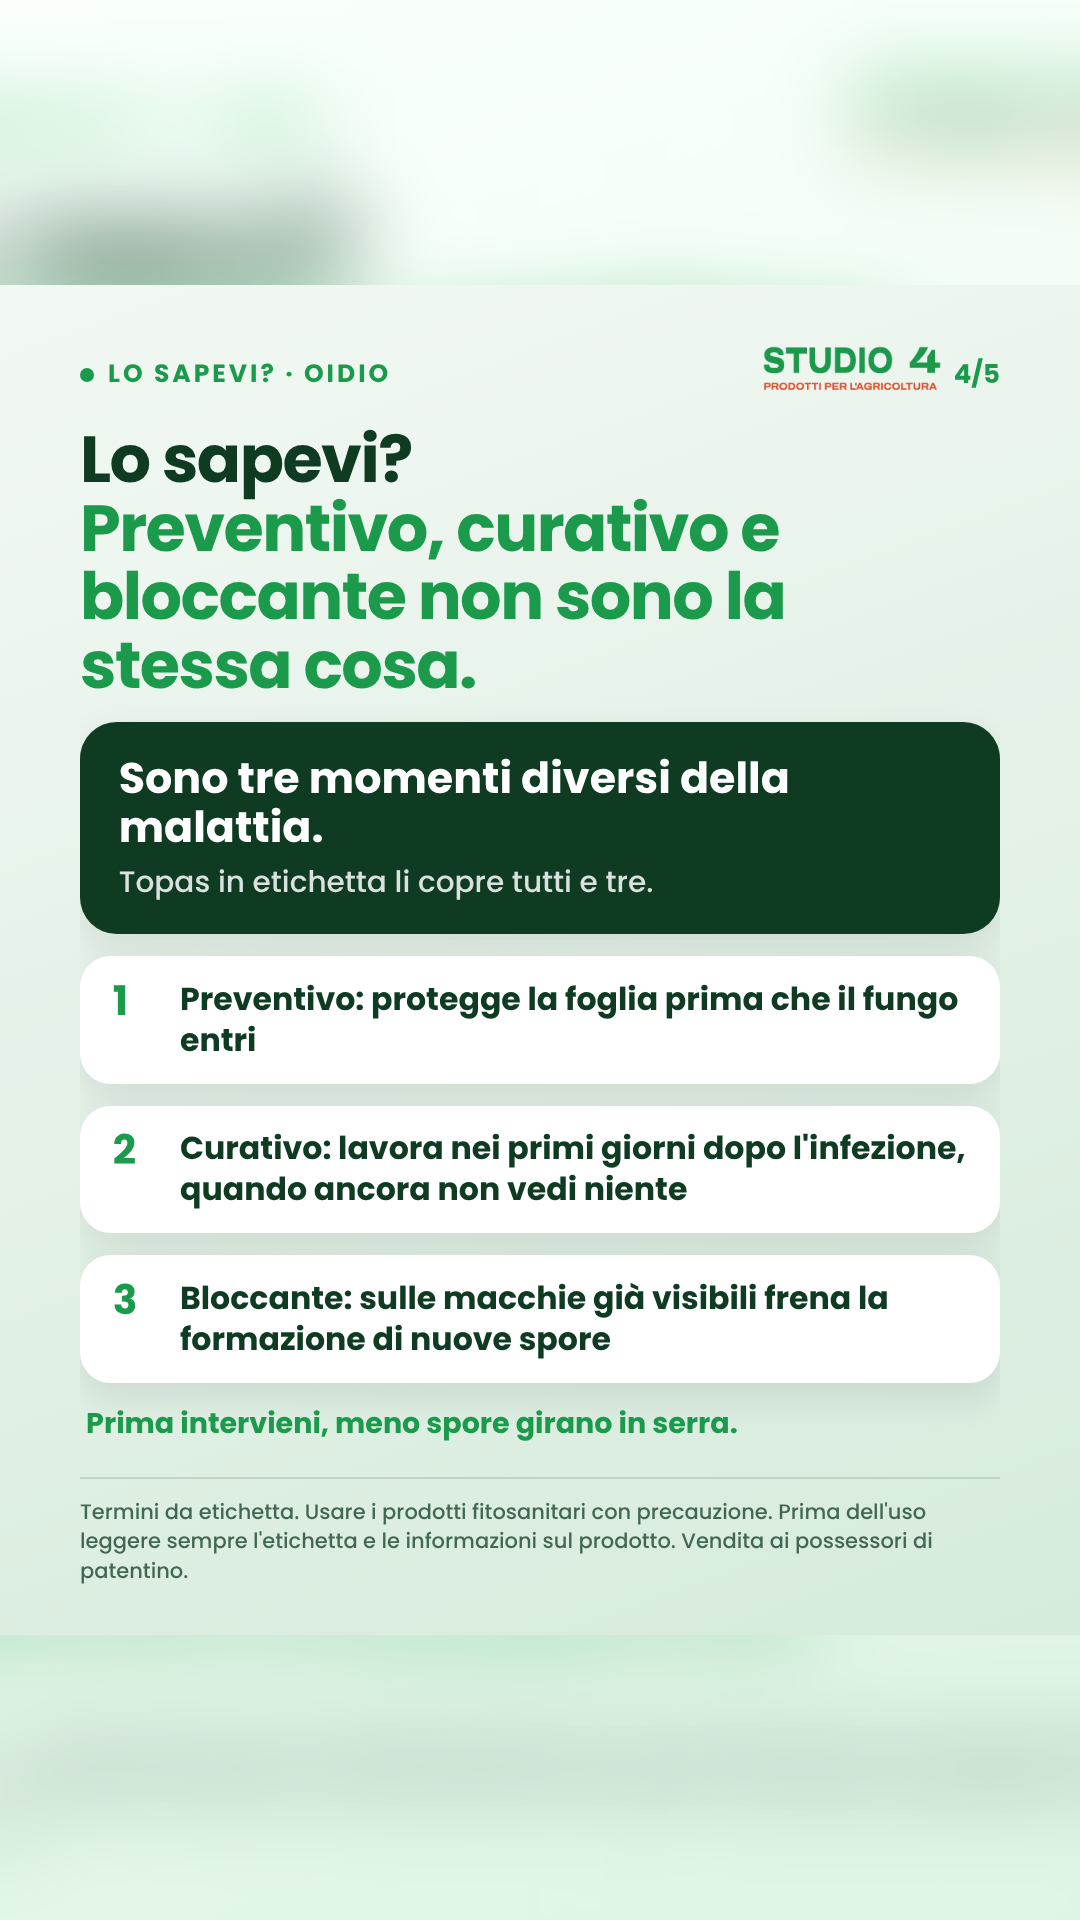 LO SAPEVI? · OIDIO
STUDIO 4
PRODOTTI PER L'AGRICOLTURA
4/5
Lo sapevi?
Preventivo, curativo e
bloccante non sono la
stessa cosa.
Sono tre momenti diversi della
malattia.
Topas in etichetta li copre tutti e tre.
1 Preventivo: protegge la foglia prima che il fungo
entri
2 Curativo: lavora nei primi giorni dopo l'infezione,
quando ancora non vedi niente
3 Bloccante: sulle macchie già visibili frena la
formazione di nuove spore
Prima intervieni, meno spore girano in serra.
Termini da etichetta. Usare i prodotti fitosanitari con precauzione. Prima dell'uso
leggere sempre l'etichetta e le informazioni sul prodotto. Vendita ai possessori di
patentino.